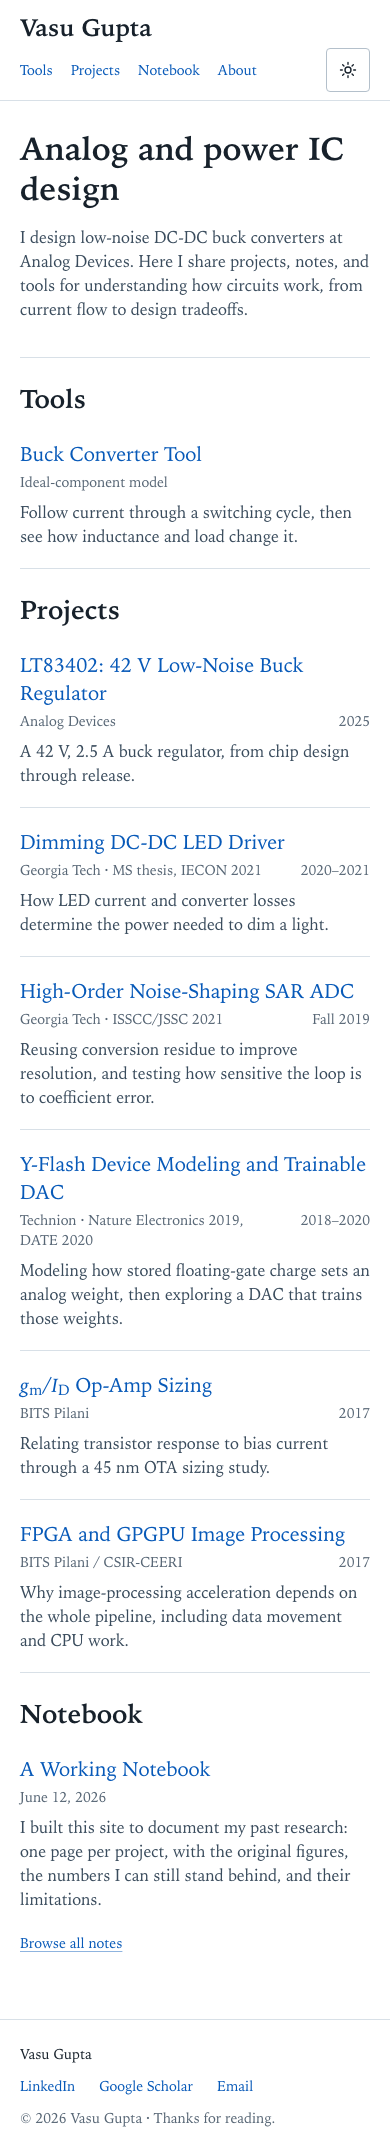 Vasu Gupta
Tools Projects Notebook About
Analog and power IC
design
I design low-noise DC-DC buck converters at
Analog Devices. Here I share projects, notes, and
tools for understanding how circuits work, from
current flow to design tradeoffs.
Tools
Buck Converter Tool
Ideal-component model
Follow current through a switching cycle, then
see how inductance and load change it.
Projects
LT83402: 42 V Low-Noise Buck
Regulator
Analog Devices 2025
A 42 V, 2.5 A buck regulator, from chip design
through release.
Dimming DC-DC LED Driver
Georgia Tech · MS thesis, IECON 2021 2020–2021
How LED current and converter losses
determine the power needed to dim a light.
High-Order Noise-Shaping SAR ADC
Georgia Tech · ISSCC/JSSC 2021 Fall 2019
Reusing conversion residue to improve
resolution, and testing how sensitive the loop is
to coefficient error.
Y-Flash Device Modeling and Trainable
DAC
Technion · Nature Electronics 2019, 2018–2020
DATE 2020
Modeling how stored floating-gate charge sets an
analog weight, then exploring a DAC that trains
those weights.
gm/ID Op-Amp Sizing
BITS Pilani 2017
Relating transistor response to bias current
through a 45 nm OTA sizing study.
FPGA and GPGPU Image Processing
BITS Pilani / CSIR-CEERI 2017
Why image-processing acceleration depends on
the whole pipeline, including data movement
and CPU work.
Notebook
A Working Notebook
June 12, 2026
I built this site to document my past research:
one page per project, with the original figures,
the numbers I can still stand behind, and their
limitations.
Browse all notes
Vasu Gupta
LinkedIn Google Scholar Email
© 2026 Vasu Gupta · Thanks for reading.